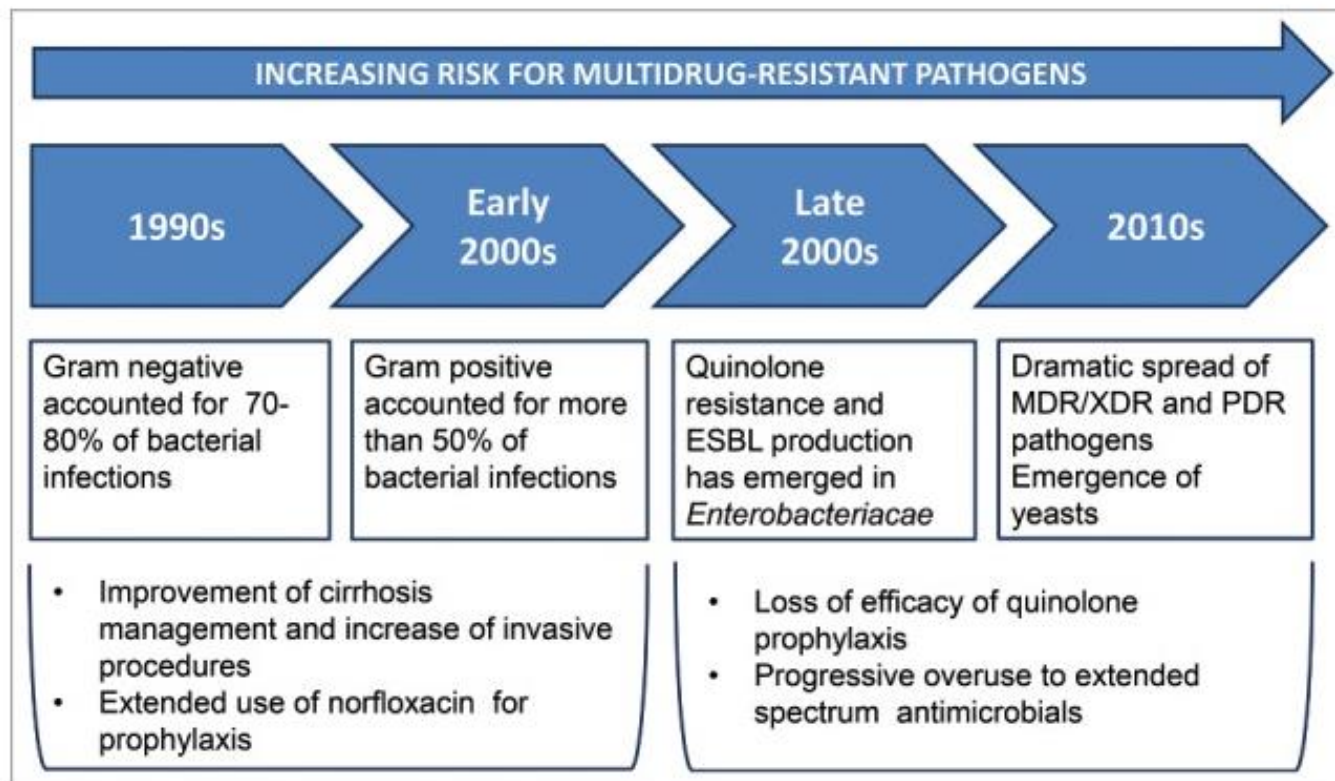 INCREASING RISK FOR MULTIDRUG-RESISTANT PATHOGENS
1990s
Early
2000s
Late
2000s
2010s
Gram negative
accounted for 70-
80% of bacterial
infections
Gram positive
accounted for more
than 50% of
bacterial infections
Quinolone
resistance and
ESBL production
has emerged in
Enterobacteriacae
Dramatic spread of
MDR/XDR and PDR
pathogens
Emergence of
yeasts
• Improvement of cirrhosis
management and increase of invasive
procedures
• Extended use of norfloxacin for
prophylaxis
• Loss of efficacy of quinolone
prophylaxis
• Progressive overuse to extended
spectrum antimicrobials